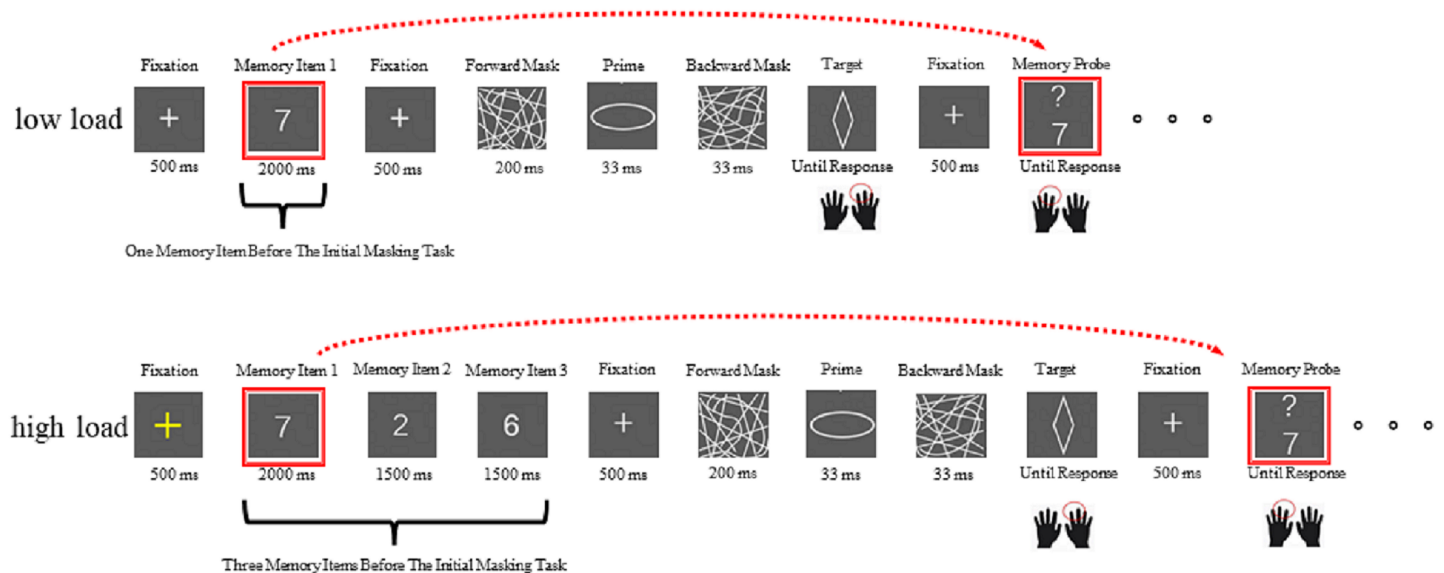 Fixation Memory Item 1 Fixation Forward Mask Prime Backward Mask Target Fixation Memory Probe
low load + 7 + + ? 7
500 ms 2000 ms 500 ms 200 ms 33 ms 33 ms Until Response 500 ms Until Response
One Memory Item Before The Initial Masking Task
Fixation Memory Item 1 Memory Item 2 Memory Item 3 Fixation Forward Mask Prime Backward Mask Target Fixation Memory Probe
high load + 7 2 6 + + ? 7
500 ms 2000 ms 1500 ms 1500 ms 500 ms 200 ms 33 ms 33 ms Until Response 500 ms Until Response
Three Memory Items Before The Initial Masking Task